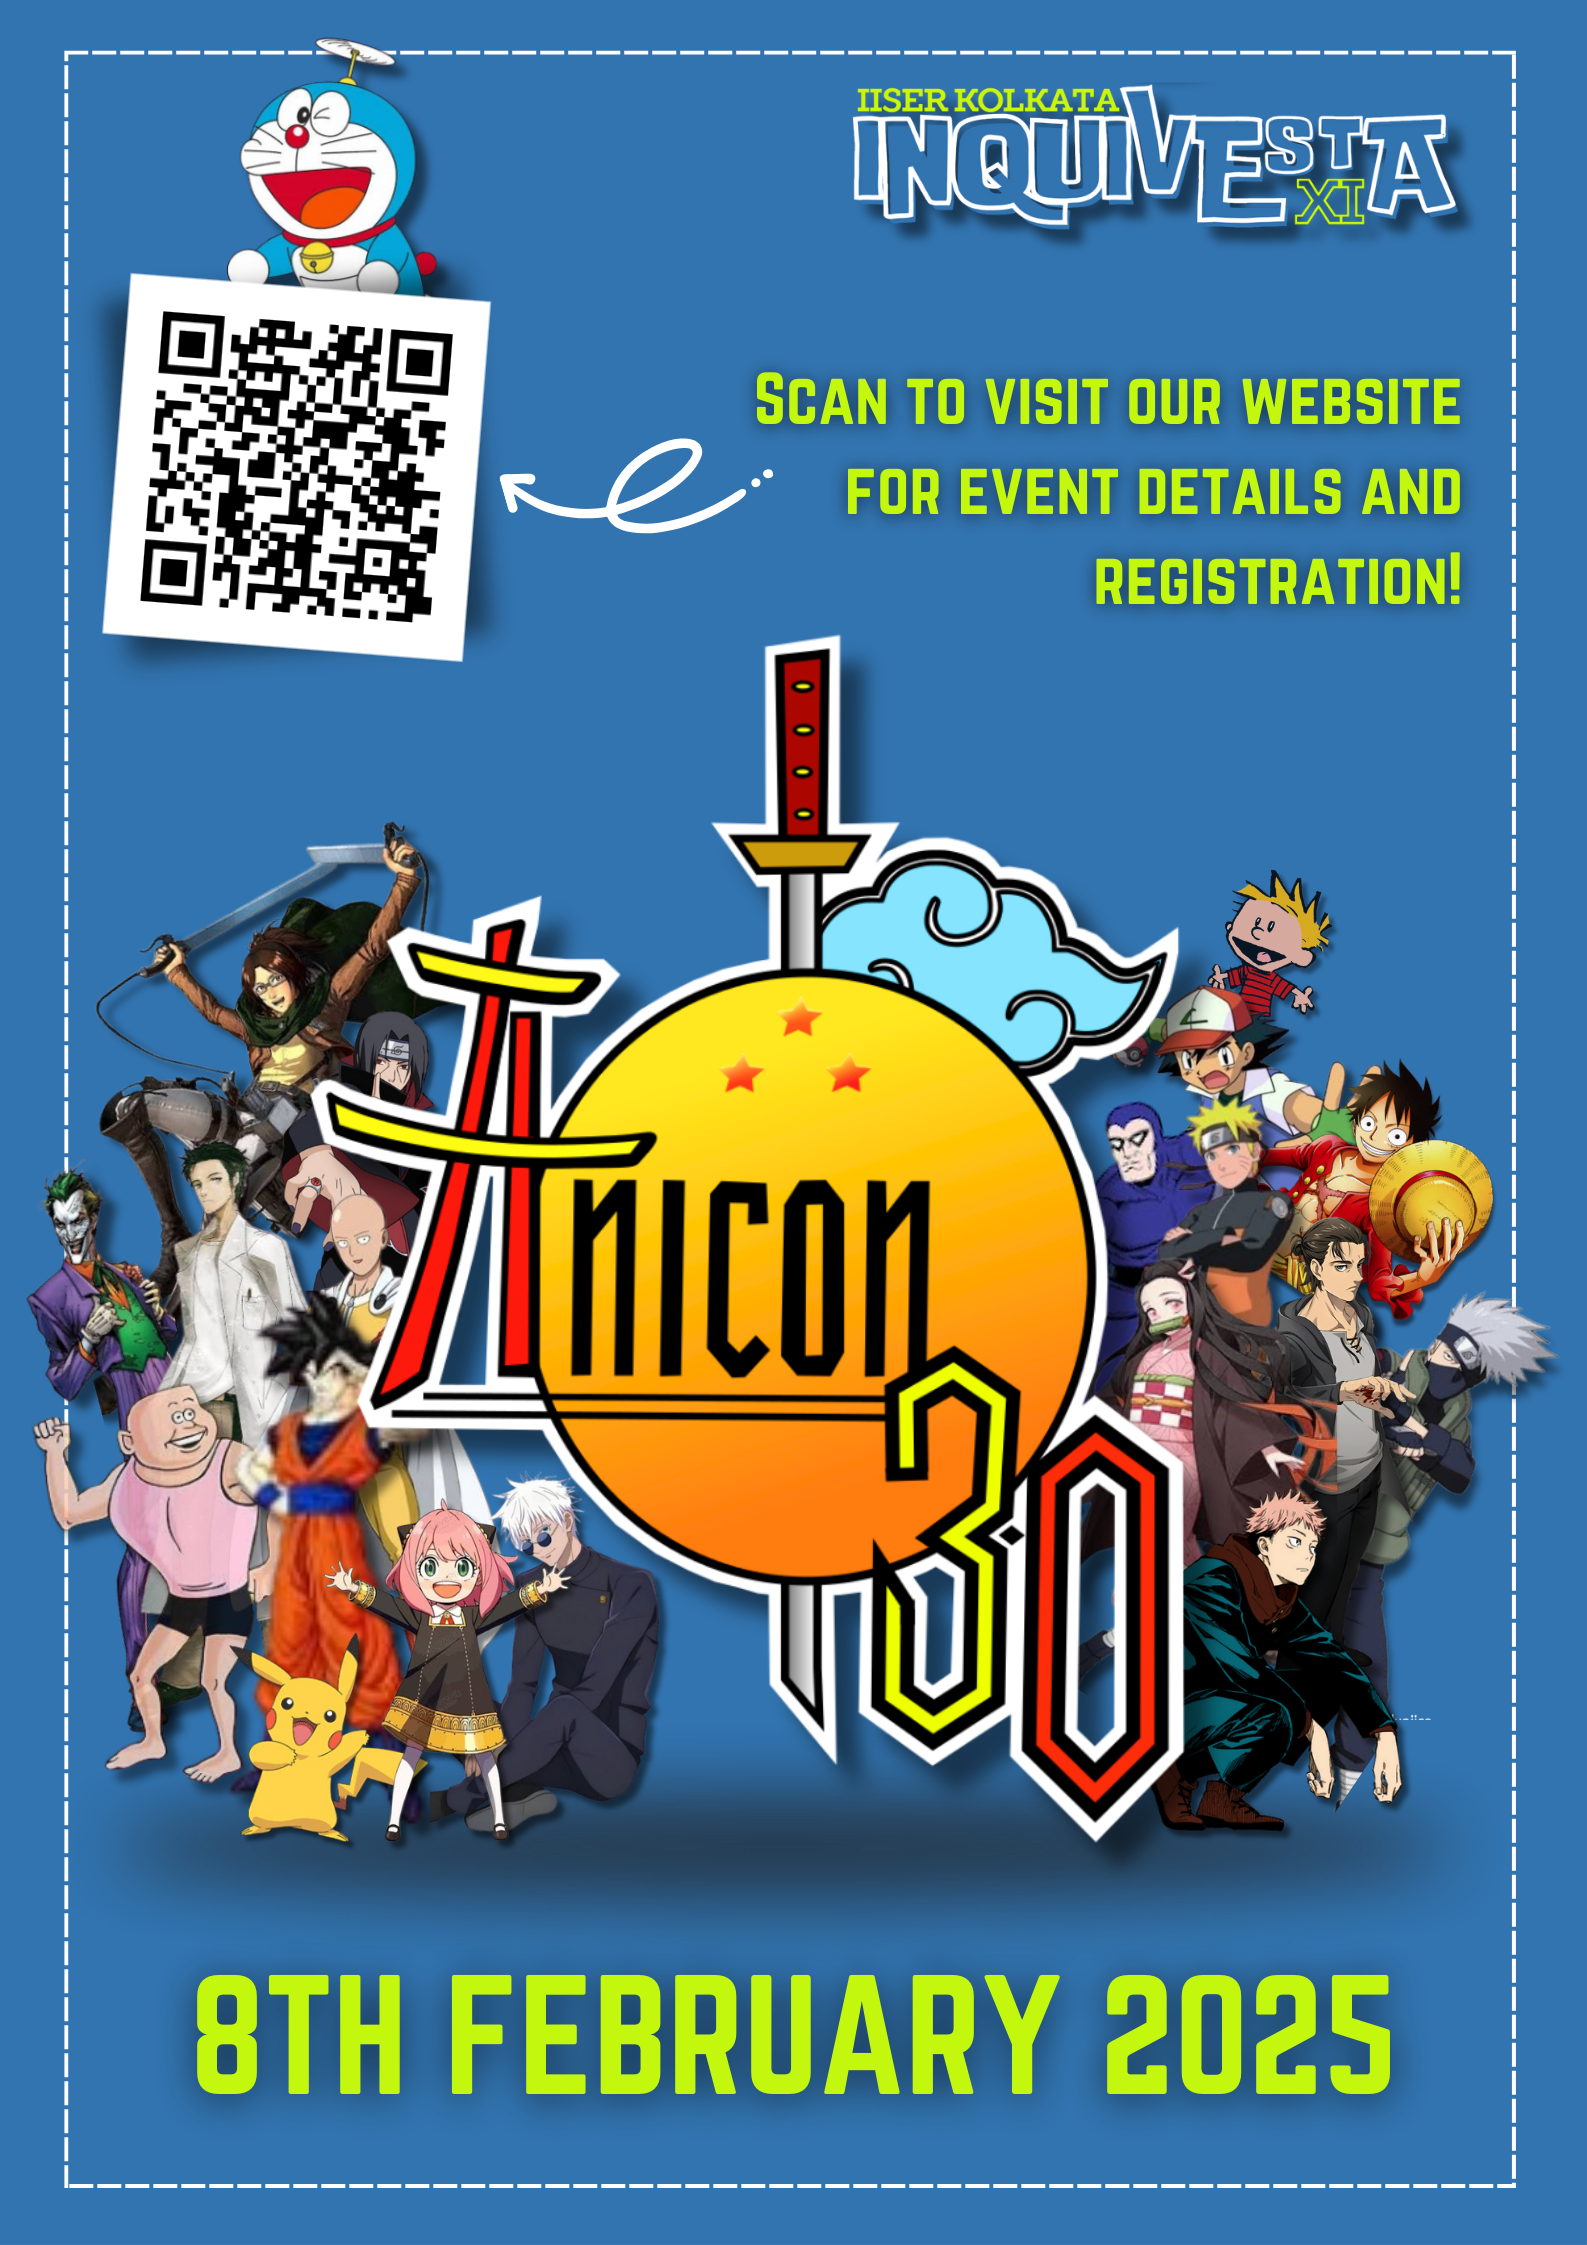 IISER KOLKATA
INQUIVESTA
XI
Scan to visit our website
for event details and
registration!
Anicon
3.0
8TH FEBRUARY 2025